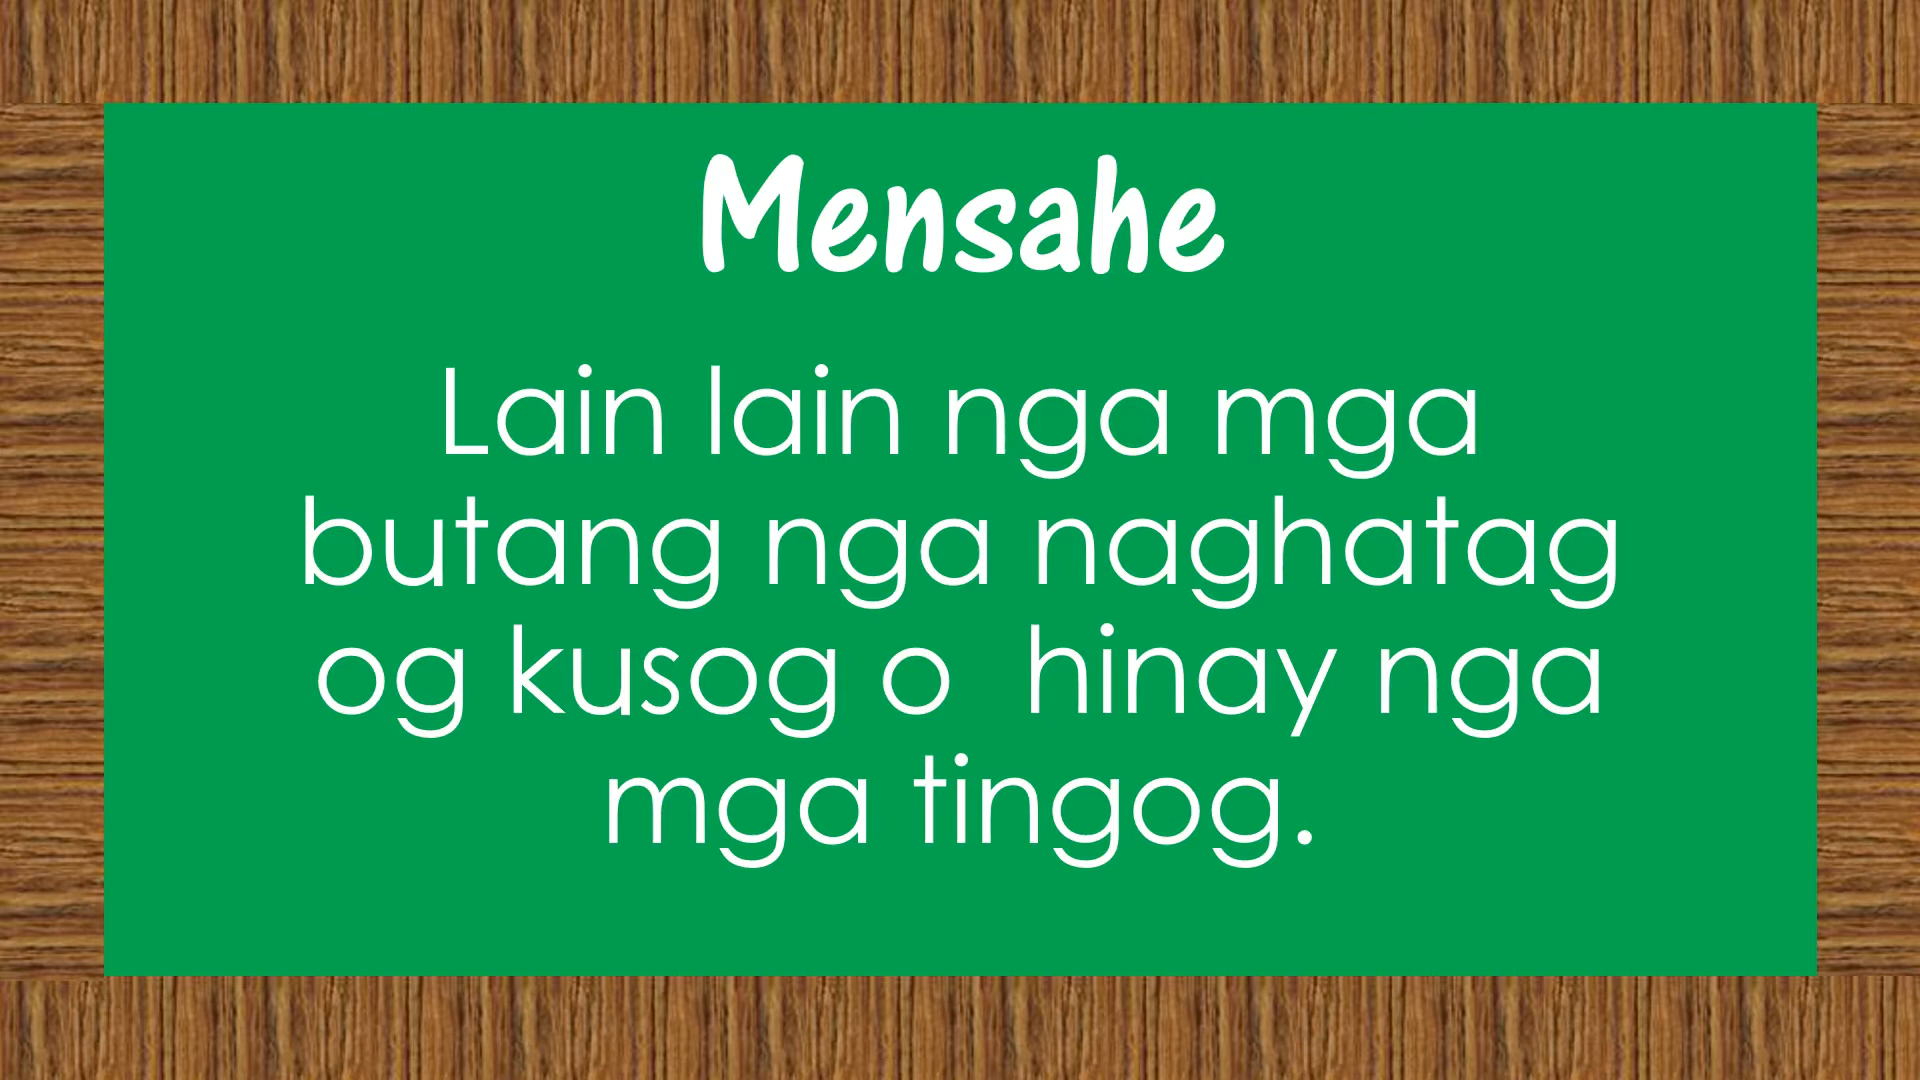 Mensahe
Lain lain nga mga
butang nga naghatag
og kusog o  hinay nga
mga tingog.